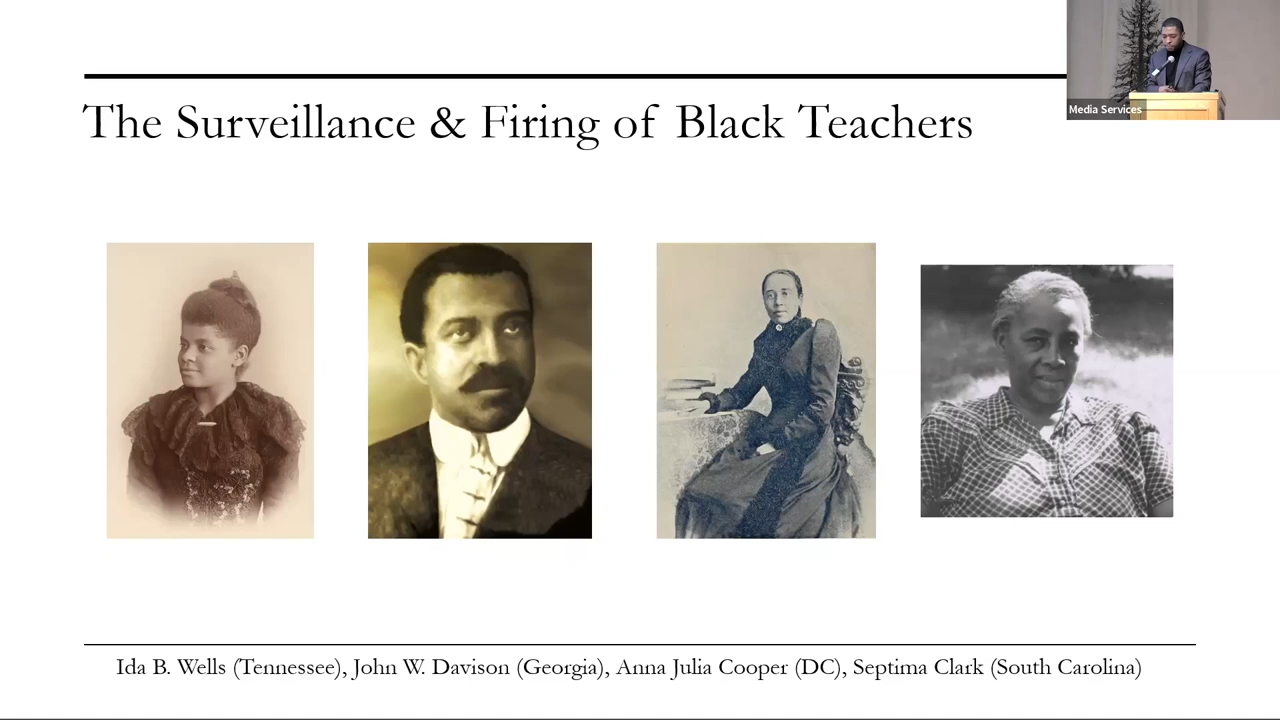 The Surveillance & Firing of Black Teachers
Media Services
Ida B. Wells (Tennessee), John W. Davison (Georgia), Anna Julia Cooper (DC), Septima Clark (South Carolina)